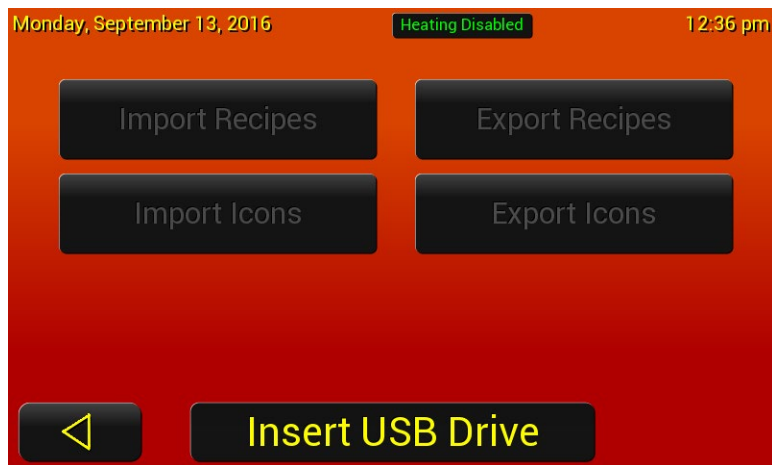 Monday, September 13, 2016 Heating Disabled 12:36 pm
Import Recipes Export Recipes
Import Icons Export Icons
Insert USB Drive